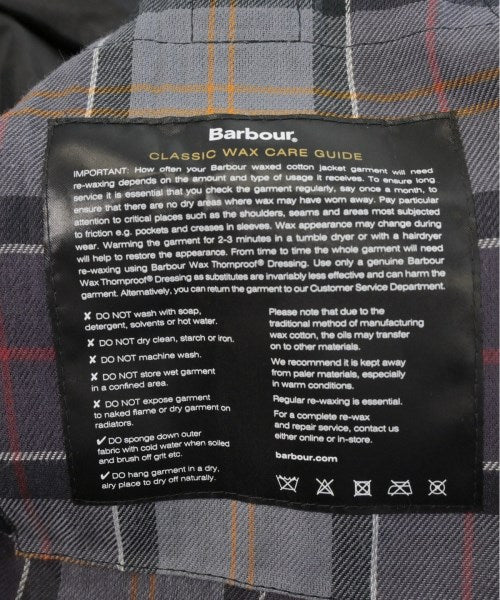 Barbour®
CLASSIC WAX CARE GUIDE
IMPORTANT: How often your Barbour waxed cotton jacket garment will need
re-waxing depends on the amount and type of usage it receives. To ensure long
service it is essential that you check the garment regularly, say once a month, to
ensure that there are no dry areas where wax may have worn away. Pay particular
attention to critical places such as the shoulders, seams and areas most subjected
to friction e.g. pockets and creases in sleeves. Wax appearance may change during
wear. Warming the garment for 2-3 minutes in a tumble dryer or with a hairdryer
will help to restore the appearance. From time to time the whole garment will need
re-waxing using Barbour Wax Thornproof® Dressing. Use only a genuine Barbour
Wax Thornproof® Dressing as substitutes are invariably less effective and can harm the
garment. Alternatively, you can return the garment to our Customer Service Department.
✘ DO NOT wash with soap,
detergent, solvents or hot water.
✘ DO NOT dry clean, starch or iron.
✘ DO NOT machine wash.
✘ DO NOT store wet garment
in a confined area.
✘ DO NOT expose garment
to naked flame or dry garment on
radiators.
✔ DO sponge down outer
fabric with cold water when soiled
and brush off grit etc.
✔ DO hang garment in a dry,
airy place to dry off naturally.
Please note that due to the
traditional method of manufacturing
wax cotton, the oils may transfer
on to other materials.
We recommend it is kept away
from paler materials, especially
in warm conditions.
Regular re-waxing is essential.
For a complete re-wax
and repair service, contact us
either online or in-store.
barbour.com